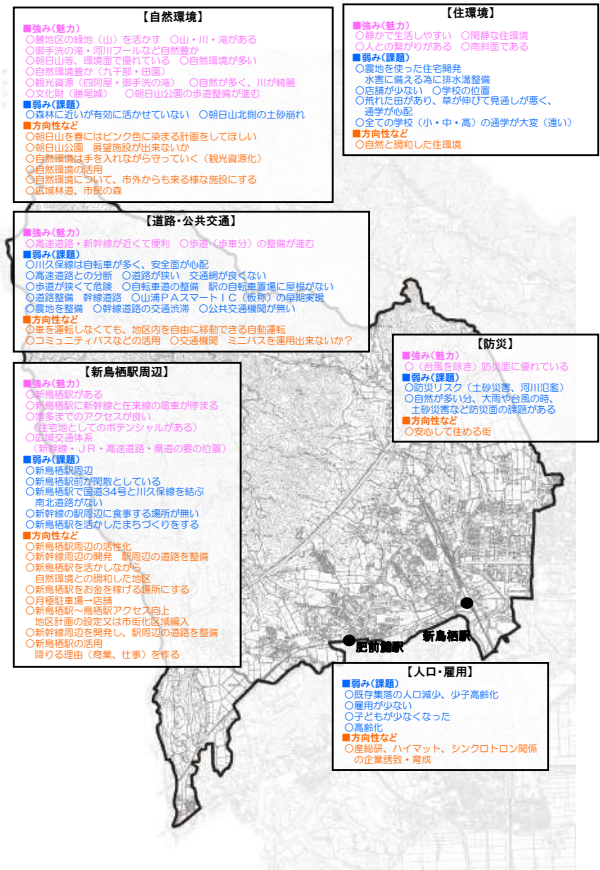 【自然環境】
■強み(魅力)
○麓地区の緑地（山）を活かす　○山・川・滝がある
○御手洗の滝・河川プールなど自然豊か
○朝日山等、環境面で優れている　○自然環境が多い
○自然環境豊か（九千部・田園）
○観光資源（四阿屋・御手洗の滝）　○自然が多く、川が綺麗
○文化財（勝尾城）　○朝日山公園の歩道整備が進む
■弱み(課題)
○森林に近いが有効に活かせていない　○朝日山北側の土砂崩れ
■方向性など
○朝日山を春にはピンク色に染まる計画をしてほしい
○朝日山公園　展望施設が出来ないか
○自然環境は手を入れながら守っていく（観光資源化）
○自然環境の活用
○自然環境について、市外からも来る様な施設にする
○広域林道、市民の森
【住環境】
■強み(魅力)
○静かで生活しやすい　○閑静な住環境
○人との繋がりがある　○南斜面である
■弱み(課題)
○農地を使った住宅開発
水害に備える為に排水溝整備
○店舗が少ない　○学校の位置
○荒れた田があり、草が伸びて見通しが悪く、
通学が心配
○全ての学校（小・中・高）の通学が大変（遠い）
■方向性など
○自然と調和した住環境
【道路・公共交通】
■強み(魅力)
○高速道路・新幹線が近くて便利　○歩道（歩車分）の整備が進む
■弱み(課題)
○川久保線は自転車が多く、安全面が心配
○高速道路との分断　○道路が狭い　交通網が良くない
○歩道が狭くて危険　○自転車道の整備　駅の自転車置場に屋根がない
○道路整備　幹線道路　○山浦ＰＡスマートＩＣ（仮称）の早期実現
○農地を整備　○幹線道路の交通渋滞　○公共交通機関が無い
■方向性など
○車を運転しなくても、地区内を自由に移動できる自動運転
○コミュニティバスなどの活用　○交通機関　ミニバスを運用出来ないか？
【防災】
■強み(魅力)
○（台風を除き）防災面に優れている
■弱み(課題)
○防災リスク（土砂災害、河川氾濫）
○自然が多い分、大雨や台風の時、
土砂災害など防災面の課題がある
■方向性など
○安心して住める街
【新鳥栖駅周辺】
■強み(魅力)
○新鳥栖駅がある
○新鳥栖駅に新幹線と在来線の電車が停まる
○博多までのアクセスが良い
（住宅地としてのポテンシャルがある）
○広域交通体系
（新幹線・ＪＲ・高速道路・県道の要の位置）
■弱み(課題)
○新鳥栖駅周辺
○新鳥栖駅前が閑散としている
○新鳥栖駅で国道34号と川久保線を結ぶ
南北道路がない
○新幹線の駅周辺に食事する場所が無い
○新鳥栖駅を活かしたまちづくりをする
■方向性など
○新鳥栖駅周辺の活性化
○新幹線周辺の開発　駅周辺の道路を整備
○新鳥栖駅を活かしながら
自然環境との調和した地区
○新鳥栖駅をお金を稼げる場所にする
○月極駐車場→店舗
○新鳥栖駅～鳥栖駅アクセス向上
地区計画の設定又は市街化区域編入
○新幹線周辺を開発し、駅周辺の道路を整備
○新鳥栖駅の活用
降りる理由（商業、仕事）を作る
新鳥栖駅
肥前麓駅
【人口・雇用】
■弱み(課題)
○既存集落の人口減少、少子高齢化
○雇用が少ない
○子どもが少なくなった
○高齢化
■方向性など
○産総研、ハイマット、シンクロトロン関係
の企業誘致・育成